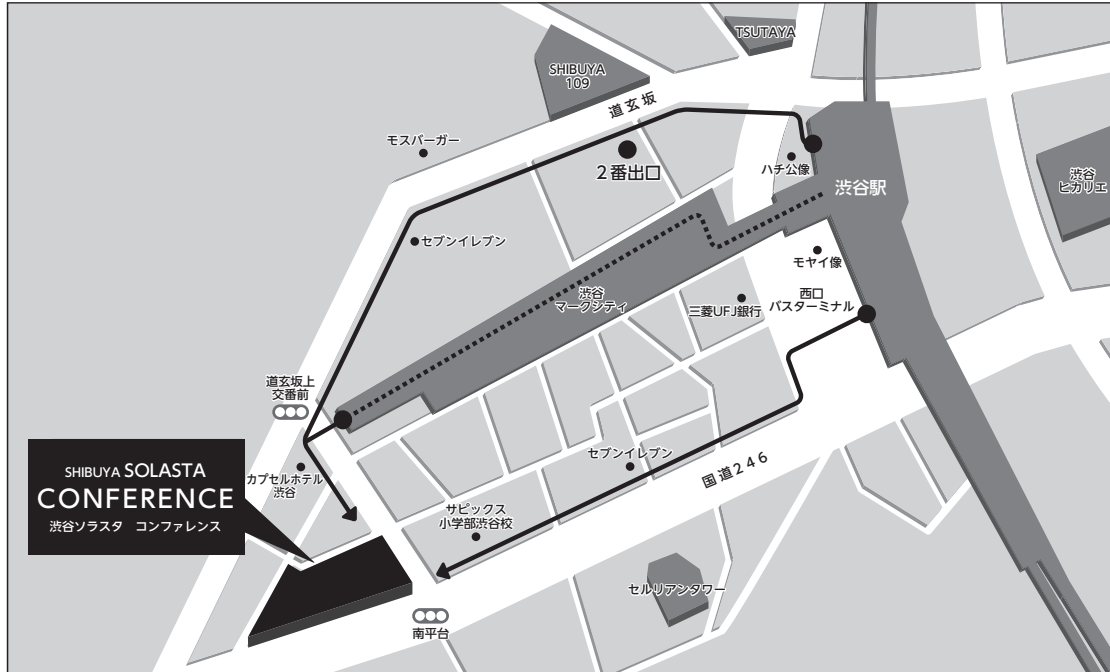 TSUTAYA
SHIBUYA
109
道玄坂
モスバーガー
2番出口
ハチ公像
渋谷駅
渋谷
ヒカリエ
セブンイレブン
モヤイ像
渋谷
マークシティ
三菱UFJ銀行
西口
バスターミナル
道玄坂上
交番前
SHIBUYA SOLASTA
CONFERENCE
渋谷ソラスタ コンファレンス
カプセルホテル
渋谷
セブンイレブン
国道246
サピックス
小学部渋谷校
セルリアンタワー
南平台